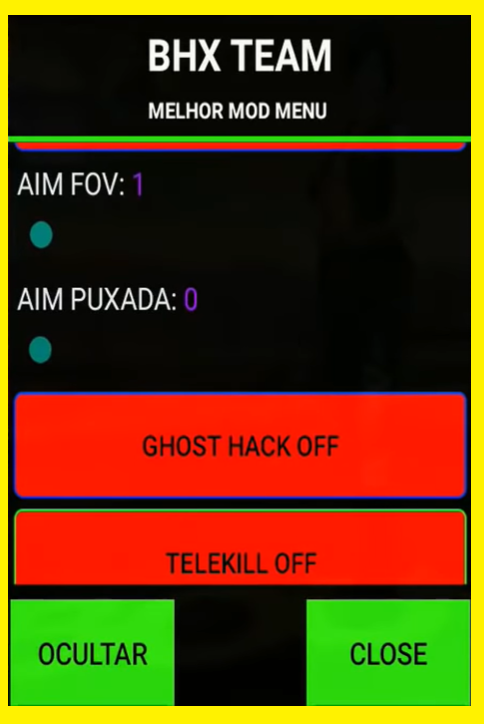 BHX TEAM
MELHOR MOD MENU
AIM FOV: 1
AIM PUXADA: 0
GHOST HACK OFF
TELEKILL OFF
OCULTAR
CLOSE